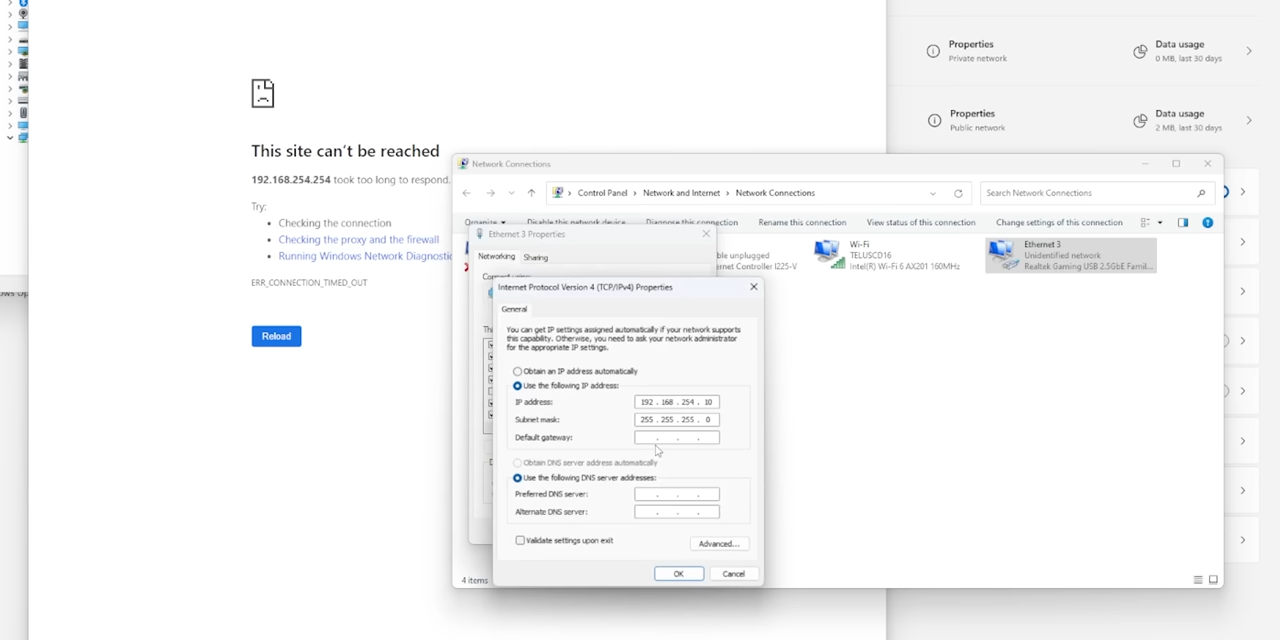 Properties
Private network
Data usage
0 MB, last 30 days
Properties
Public network
Data usage
2 MB, last 30 days
This site can't be reached
192.168.254.254 took too long to respond.
Try:
• Checking the connection
• Checking the proxy and the firewall
• Running Windows Network Diagnostic
ERR_CONNECTION_TIMED_OUT
Reload
Network Connections
Control Panel > Network and Internet > Network Connections
Search Network Connections
Organize
Disable this network device
Diagnose this connection
Rename this connection
View status of this connection
Change settings of this connection
ble unplugged
ernet Controller I225-V
Wi-Fi
TELUSCD16
Intel(R) Wi-Fi 6 AX201 160MHz
Ethernet 3
Unidentified network
Realtek Gaming USB 2.5GbE Famil...
4 items
Ethernet 3 Properties
Networking
Sharing
Internet Protocol Version 4 (TCP/IPv4) Properties
General
You can get IP settings assigned automatically if your network supports
this capability. Otherwise, you need to ask your network administrator
for the appropriate IP settings.
Obtain an IP address automatically
Use the following IP address:
IP address: 192 . 168 . 254 . 10
Subnet mask: 255 . 255 . 255 . 0
Default gateway: . . .
Obtain DNS server address automatically
Use the following DNS server addresses:
Preferred DNS server: . . .
Alternate DNS server: . . .
Validate settings upon exit
Advanced...
OK
Cancel